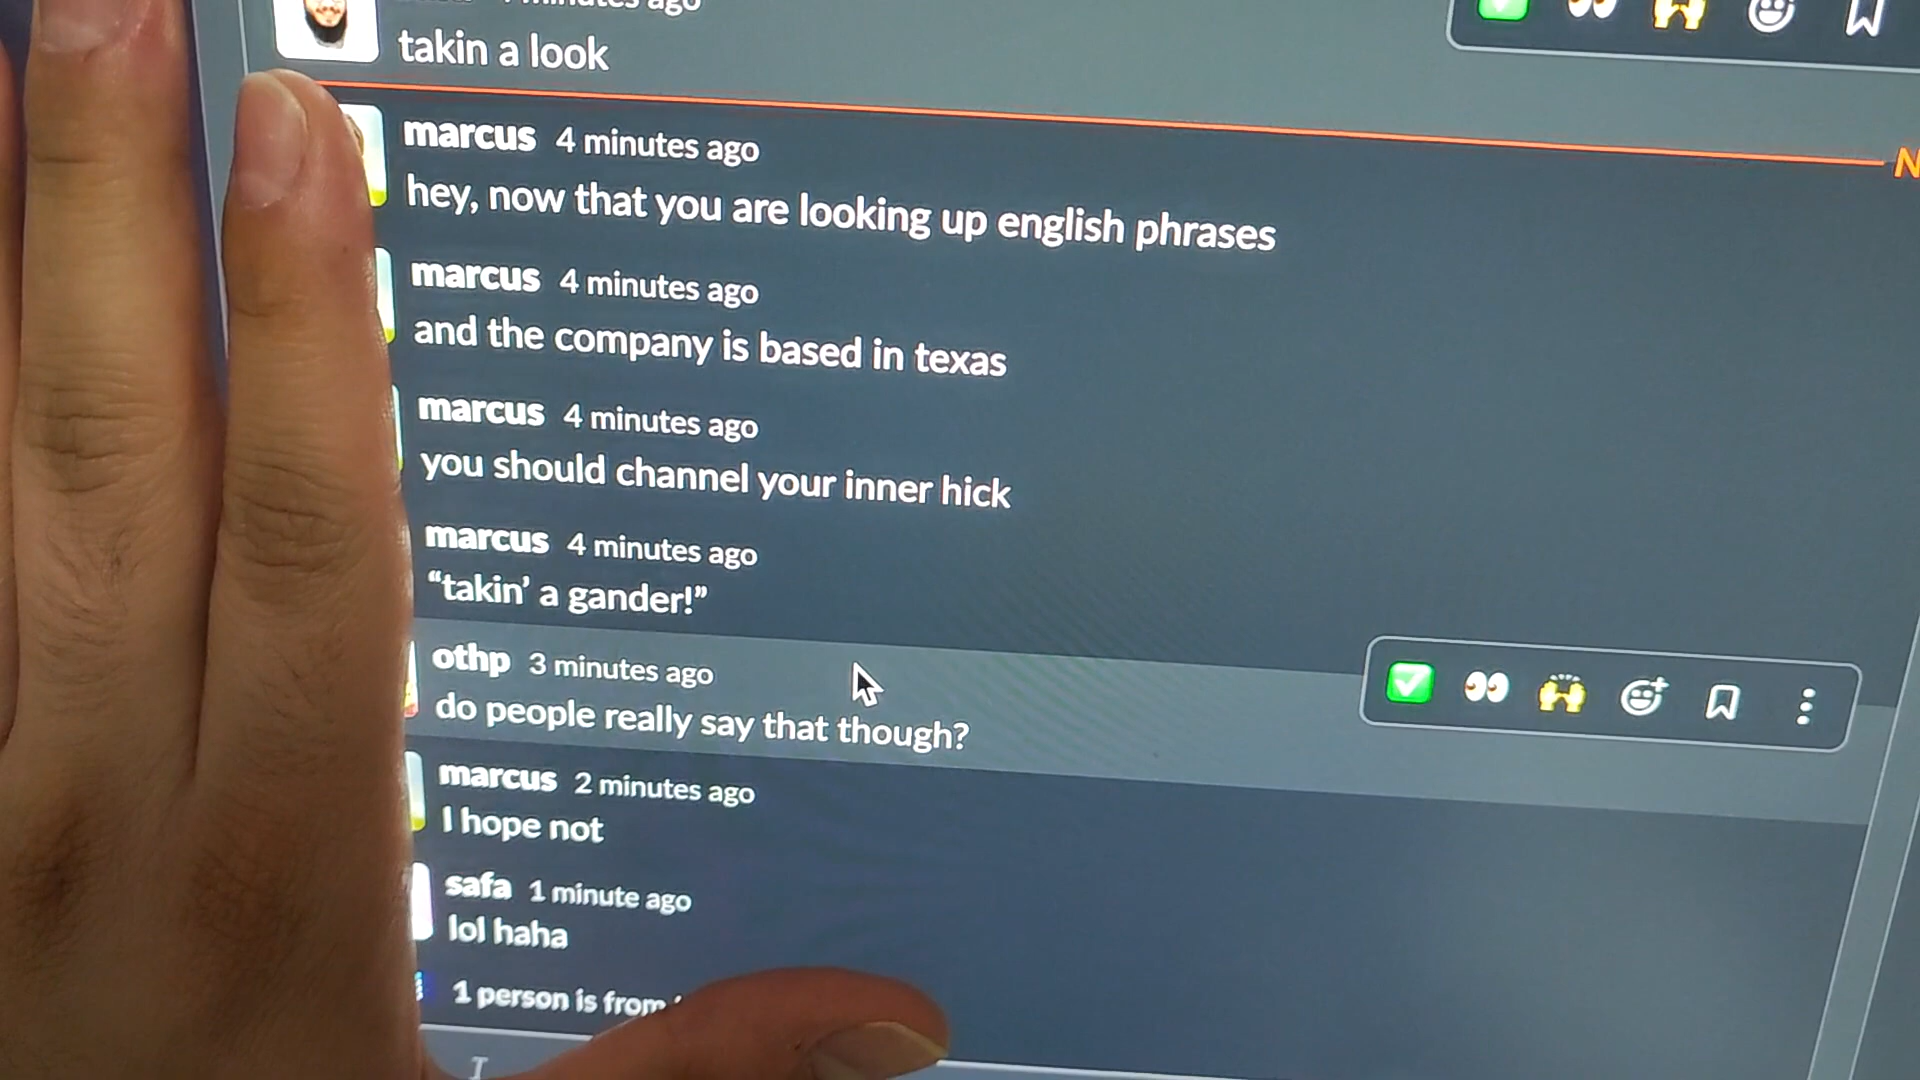 takin a look
marcus 4 minutes ago
hey, now that you are looking up english phrases
marcus 4 minutes ago
and the company is based in texas
marcus 4 minutes ago
you should channel your inner hick
marcus 4 minutes ago
“takin’ a gander!”
othp 3 minutes ago
do people really say that though?
marcus 2 minutes ago
I hope not
safa 1 minute ago
lol haha
1 person is from